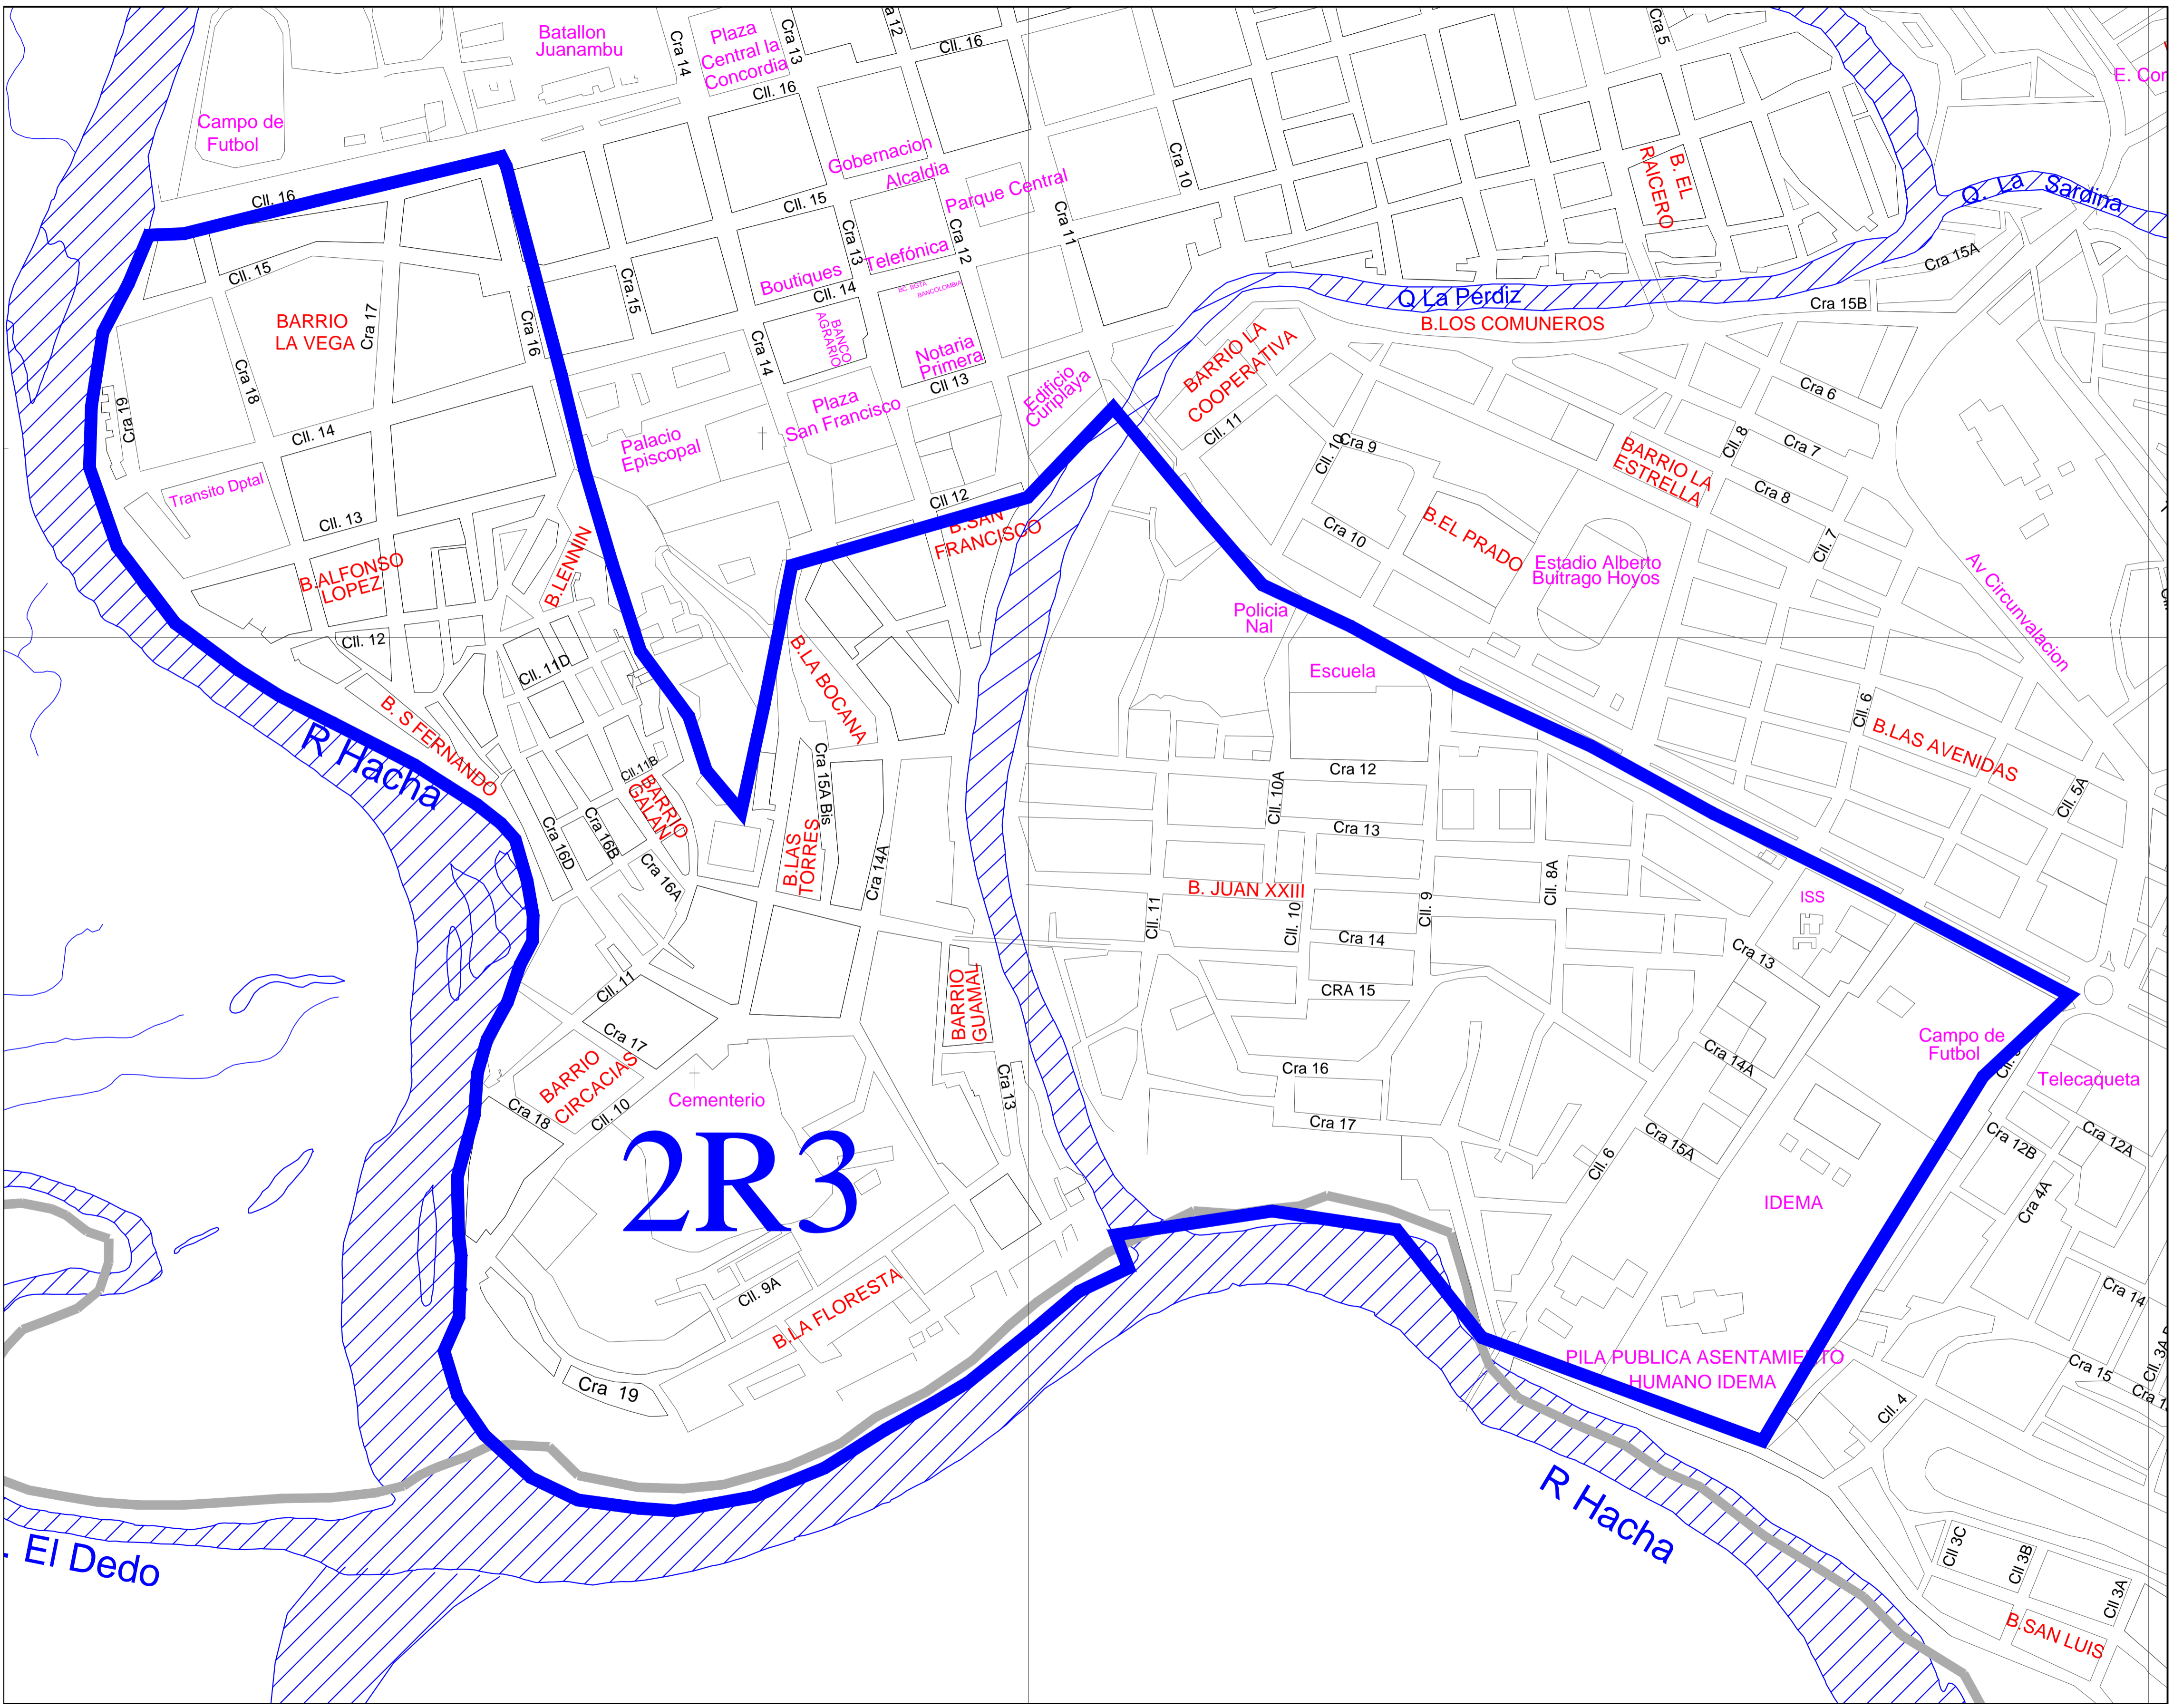 Batallon
Juanambu
Plaza
Central la
Concordia
Cra 14
Cra 13
Cll. 16
Cll. 16
Cra 5
E. Con
Campo de
Futbol
Gobernacion
Alcaldia
Parque Central
Cra 10
Cra 11
B. EL
RAICERO
Q. La Sardina
Cll. 16
Cll. 15
Cra 13
Cra 12
Telefónica
Boutiques
Cll. 14
BC. BGTA
BANCOLOMBIA
Cll. 15
Cra.15
Cra 16
Cra 17
BARRIO
LA VEGA
Cra 18
Cra 19
Cra 14
BANCO
AGRARIO
Notaria
Primera
Cll 13
Edificio
Curiplaya
Plaza
San Francisco
Palacio
Episcopal
Q La Perdiz
B.LOS COMUNEROS
Cra 15A
Cra 15B
BARRIO LA
COOPERATIVA
Cll. 11
Cll. 10
Cra 9
Cra 6
Cra 7
Cll. 8
Cra 8
Cll. 7
BARRIO LA
ESTRELLA
B.EL PRADO
Cra 10
Estadio Alberto
Buitrago Hoyos
Av Circunvalacion
Cll. 14
Transito Dptal
Cll. 13
Cll 12
B.SAN
FRANCISCO
B.ALFONSO
LOPEZ
B.LENNIN
Cll. 12
Cll. 11D
B. S FERNANDO
R Hacha
B.LA BOCANA
Policia
Nal
Escuela
Cll. 6
B.LAS AVENIDAS
Cll. 5A
Cll.11B
BARRIO
GALAN
Cra 16D
Cra 16B
Cra 16A
Cra 15A Bis
B.LAS
TORRES
Cra 14A
Cra 12
Cll. 10A
Cra 13
B. JUAN XXIII
Cll. 11
Cll. 10
Cll. 9
Cll. 8A
Cra 14
CRA 15
ISS
Cra 13
BARRIO
GUAMAL
Cll. 11
Cra 17
BARRIO
CIRCACIAS
Cra 18
Cll. 10
Cementerio
Cra 13
Cra 16
Cra 17
Cra 14A
Cra 15A
Cll. 6
Campo de
Futbol
Telecaqueta
Cra 12A
Cra 12B
Cra 4A
2R3
IDEMA
Cll. 9A
B.LA FLORESTA
Cra 19
PILA PUBLICA ASENTAMIENTO
HUMANO IDEMA
Cra 14
Cra 15
Cll. 4
R Hacha
. El Dedo
Cll 3C
Cll 3B
Cll 3A
B.SAN LUIS